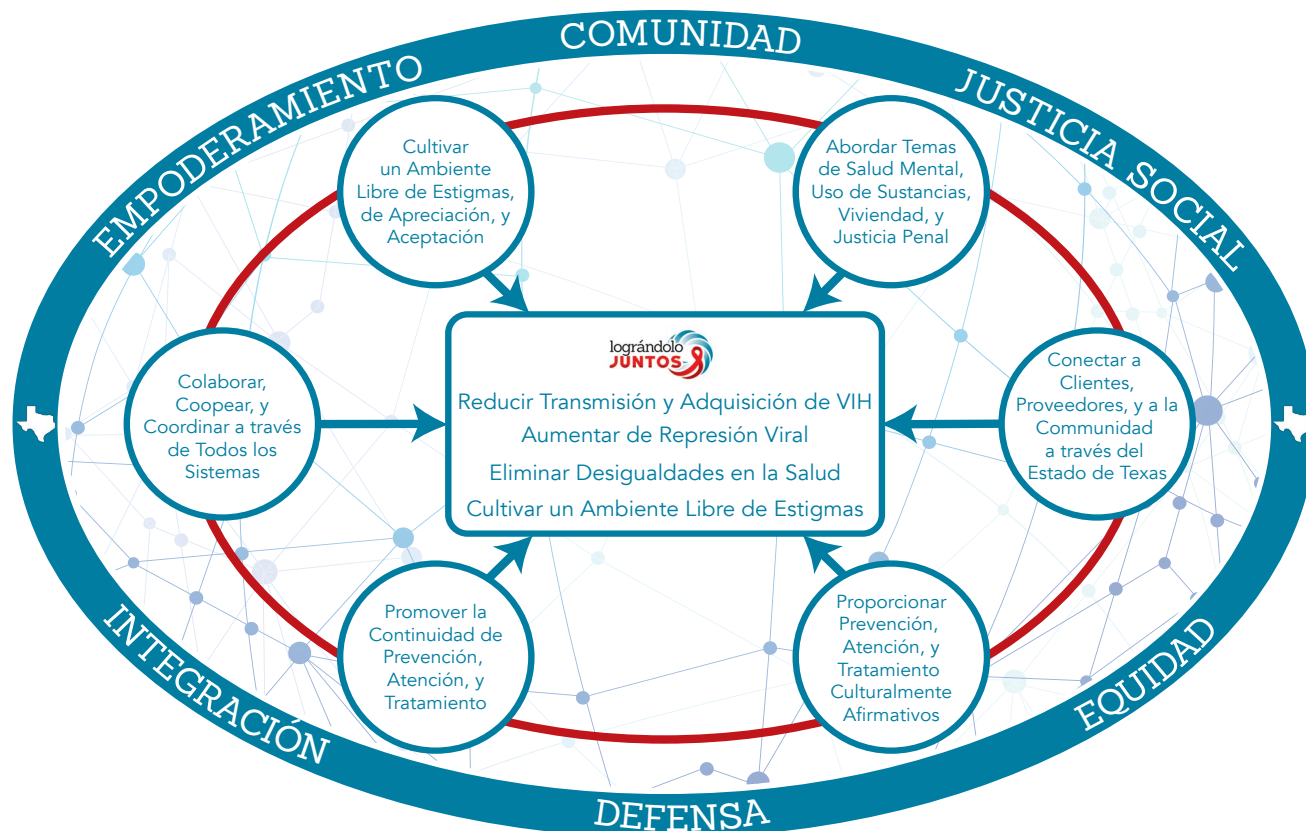 COMUNIDAD
EMPODERAMIENTO
JUSTICIA SOCIAL
Cultivar
un Ambiente
Libre de Estigmas,
de Apreciación, y
Aceptación
Abordar Temas
de Salud Mental,
Uso de Sustancias,
Viviendad, y
Justicia Penal
Colaborar,
Coopear, y
Coordinar a través
de Todos los
Sistemas
lográndolo
JUNTOS
Reducir Transmisión y Adquisición de VIH
Aumentar de Represión Viral
Eliminar Desigualdades en la Salud
Cultivar un Ambiente Libre de Estigmas
Conectar a
Clientes,
Proveedores, y a la
Communidad
a través del
Estado de Texas
Promover la
Continuidad de
Prevención,
Atención, y
Tratamiento
Proporcionar
Prevención,
Atención, y
Tratamiento
Culturalmente
Afirmativos
INTEGRACIÓN
EQUIDAD
DEFENSA